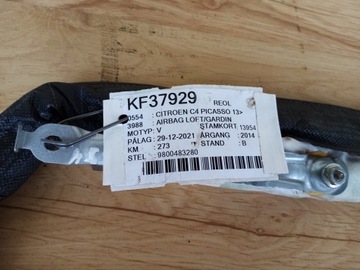 KF37929 REOL
0554 : CITROEN C4 PICASSO 13>
3988 : AIRBAG LOFT/GARDIN
MOTYP: V STAMKORT: 13954
PÅLAG : 29-12-2021 ÅRGANG : 2014
KM : 273 STAND : B
STEL : 9800483280